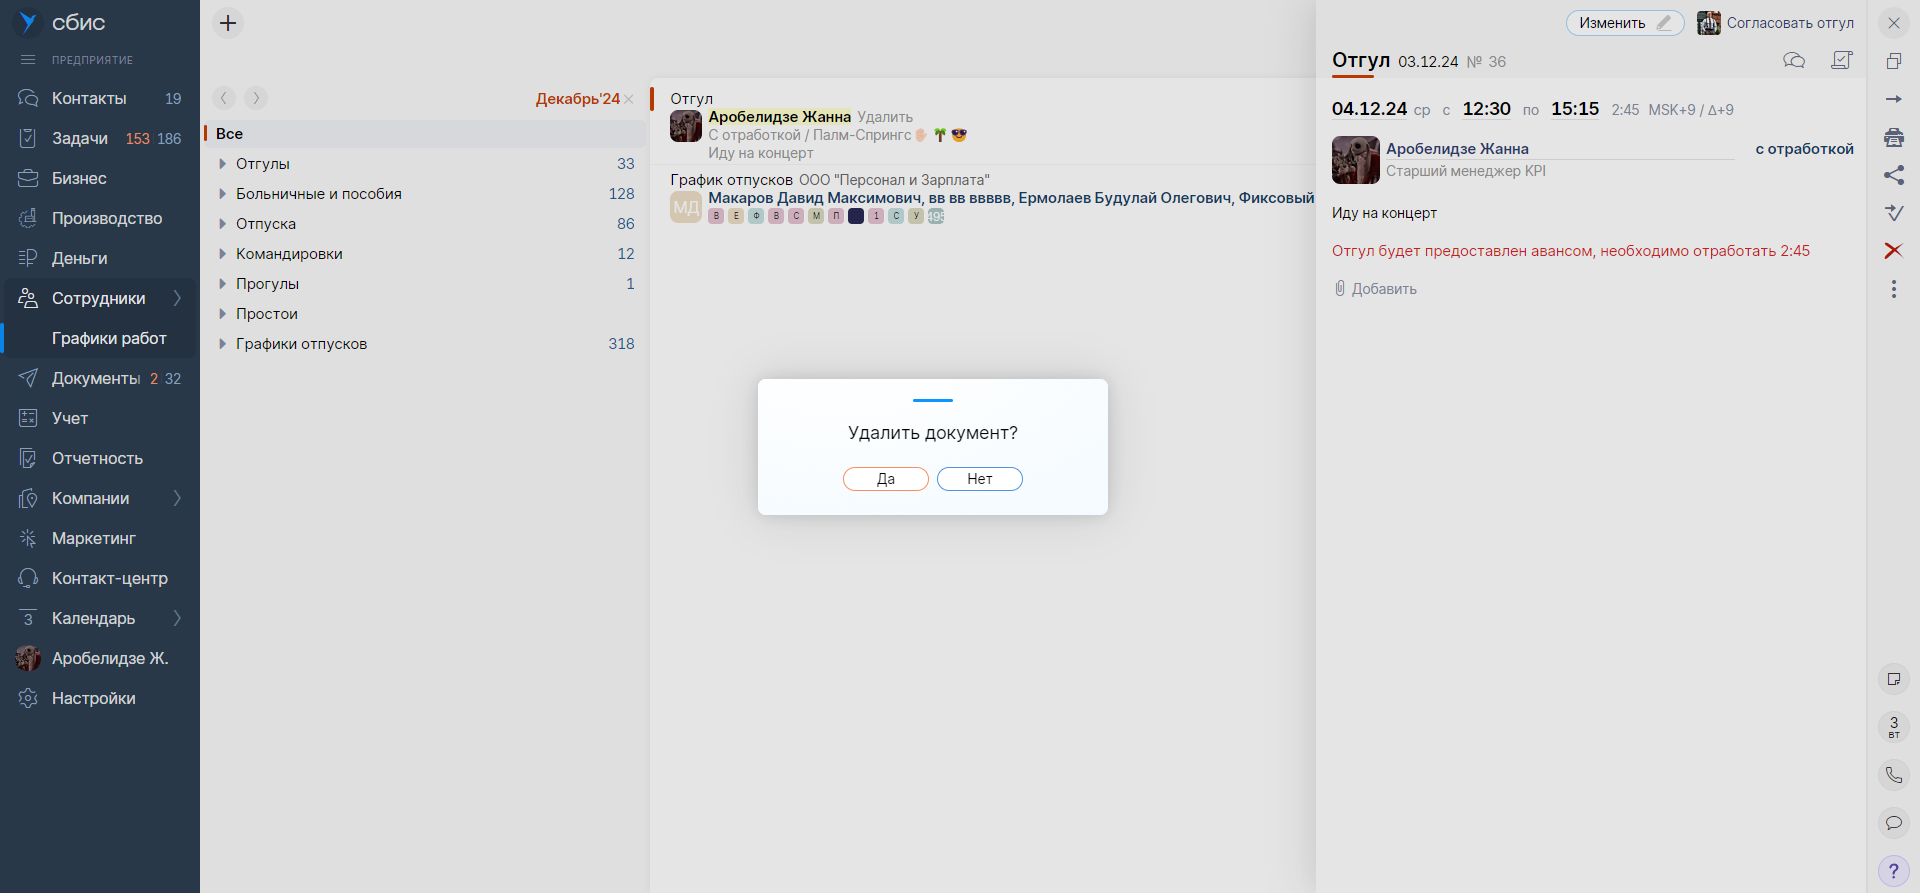 сбис
ПРЕДПРИЯТИЕ
Контакты 19
Задачи 153 186
Бизнес
Производство
Деньги
Сотрудники
Графики работ
Документы 2 32
Учет
Отчетность
Компании
Маркетинг
Контакт-центр
3 Календарь
Аробелидзе Ж.
Настройки
Декабрь'24
Все
Отгулы 33
Больничные и пособия 128
Отпуска 86
Командировки 12
Прогулы 1
Простои
Графики отпусков 318
Отгул
Аробелидзе Жанна Удалить
С отработкой / Палм-Спрингс
Иду на концерт
График отпусков ООО "Персонал и Зарплата"
МД Макаров Давид Максимович, вв вв ввввв, Ермолаев Будулай Олегович, Фиксовый
В Е Ф В С М П 1 С У 495
Удалить документ?
Да Нет
Изменить Согласовать отгул
Отгул 03.12.24 № 36
04.12.24 ср с 12:30 по 15:15 2:45 MSK+9 / Δ+9
Аробелидзе Жанна с отработкой
Старший менеджер KPI
Иду на концерт
Отгул будет предоставлен авансом, необходимо отработать 2:45
Добавить
3
вт
?